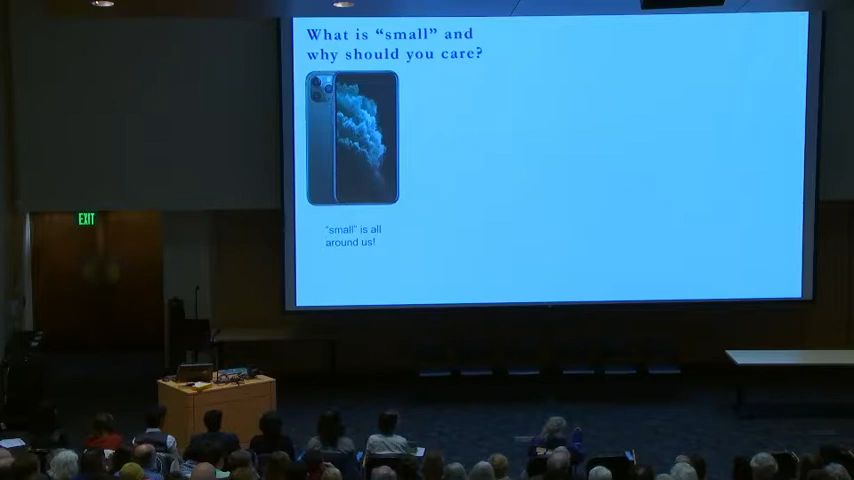 What is “small” and
why should you care?
EXIT
“small” is all
around us!